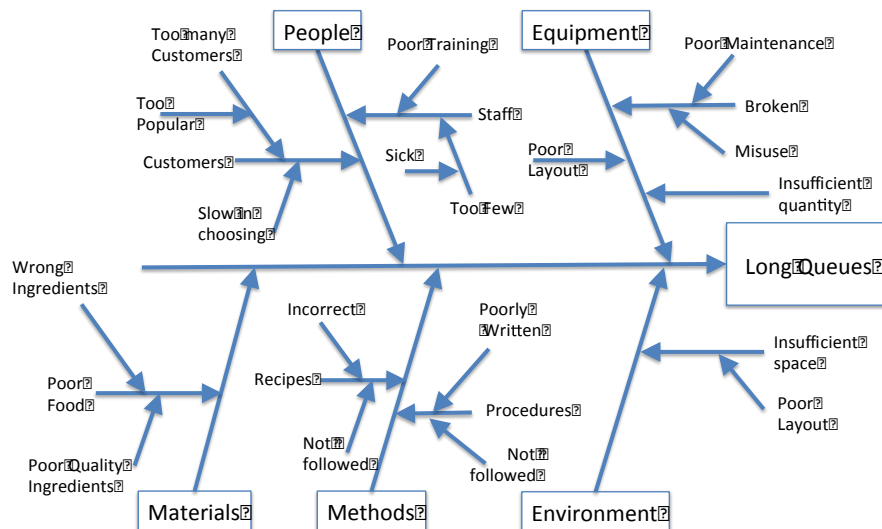 Too many
Customers
People
Poor Training
Equipment
Poor Maintenance
Too
Popular
Staff
Broken
Customers
Sick
Poor
Layout
Misuse
Slow in
choosing
Too Few
Insufficient
quantity
Wrong
Ingredients
Long Queues
Incorrect
Poorly
Written
Insufficient
space
Poor
Food
Recipes
Procedures
Poor
Layout
Not
followed
Not
followed
Poor Quality
Ingredients
Materials
Methods
Environment